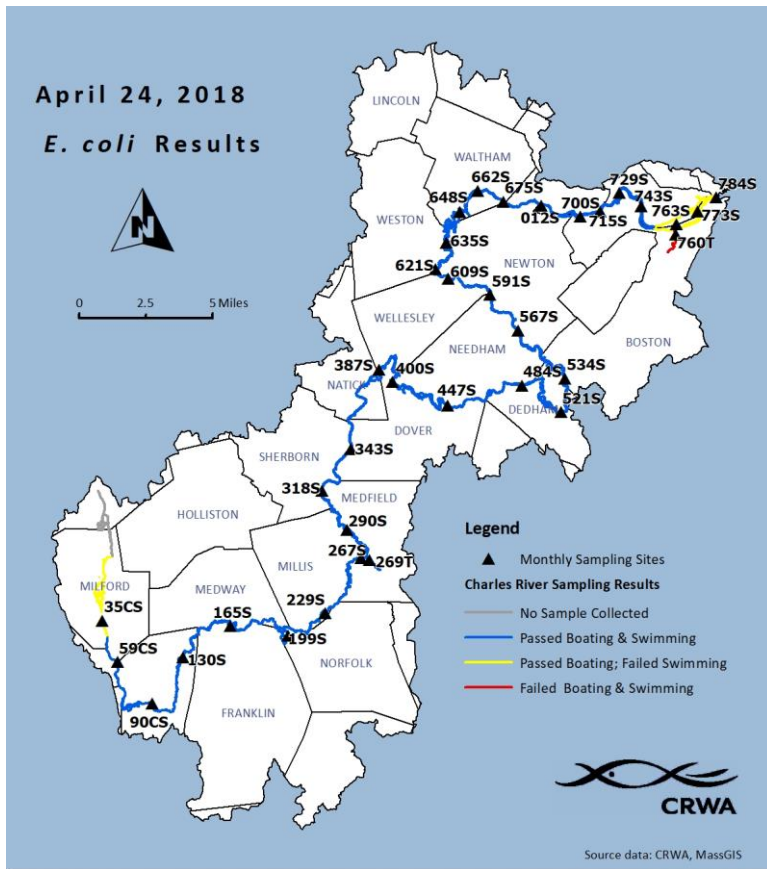 April 24, 2018
E. coli Results
N
0 2.5 5 Miles
LINCOLN
WALTHAM
662S
675S
729S
784S
648S
700S
743S
763S
773S
WESTON
012S
715S
635S
760T
621S
609S
NEWTON
591S
WELLESLEY
567S
BOSTON
NEEDHAM
387S
400S
484S
534S
NATICK
447S
DEDHAM
521S
DOVER
343S
SHERBORN
318S
MEDFIELD
HOLLISTON
290S
267S
269T
MILLIS
MILFORD
MEDWAY
35CS
165S
229S
199S
59CS
130S
NORFOLK
90CS
FRANKLIN
Legend
Monthly Sampling Sites
Charles River Sampling Results
No Sample Collected
Passed Boating & Swimming
Passed Boating; Failed Swimming
Failed Boating & Swimming
CRWA
Source data: CRWA, MassGIS